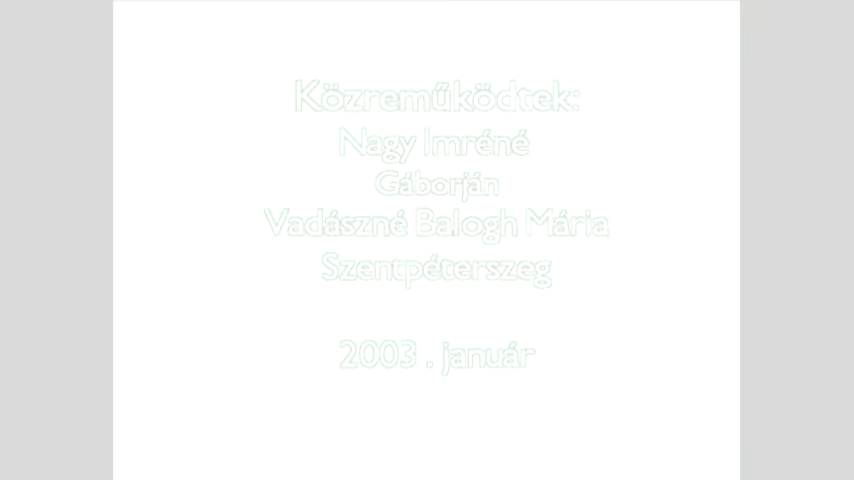 Közreműködtek:
Nagy Imréné
Gáborján
Vadászné Balogh Mária
Szentpéterszeg
2003 . január